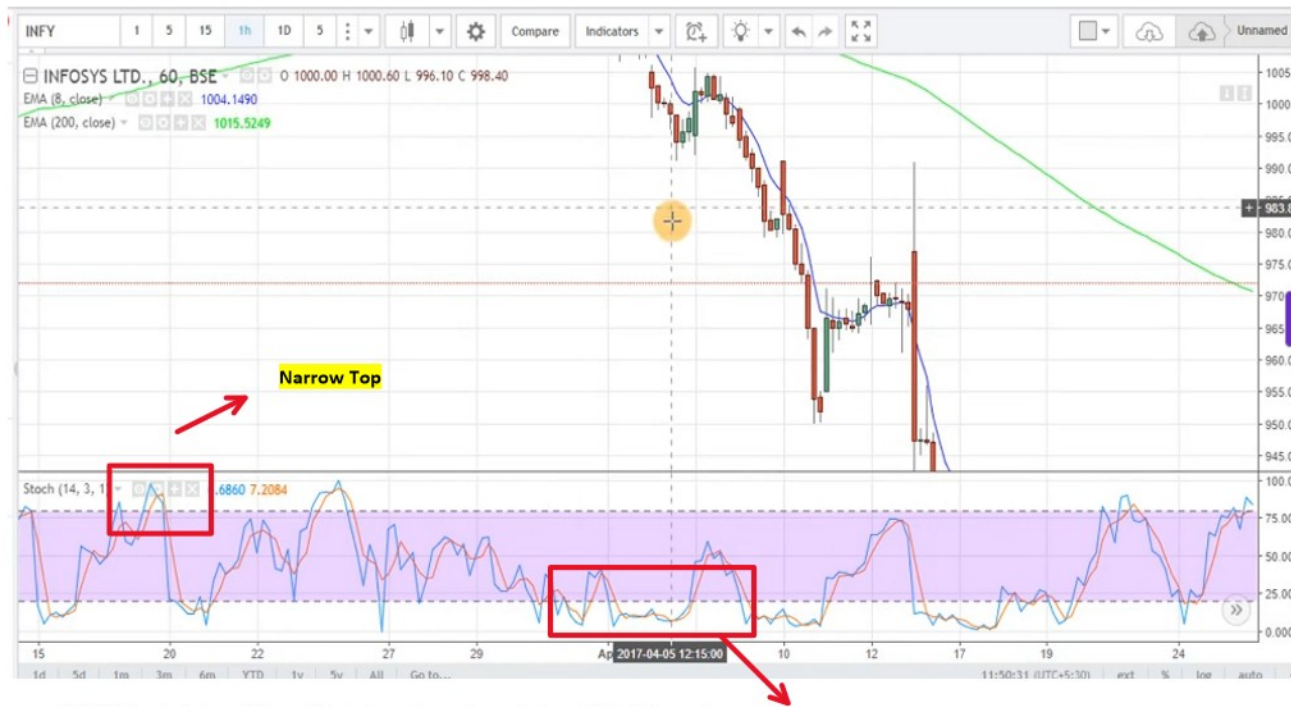 INFY 1 5 15 1h 1D 5 Compare Indicators Unnamed
INFOSYS LTD., 60, BSE O 1000.00 H 1000.60 L 996.10 C 998.40
EMA (8, close) 1004.1490
EMA (200, close) 1015.5249
1005
1000.
995.0
990.0
985.0
983.8
980.0
975.0
970.0
965.0
960.0
955.0
950.0
945.0
Narrow Top
Stoch (14, 3, 1) .6860 7.2084
100.0
75.00
50.00
25.00
0.000
15 20 22 27 29 Ap 2017-04-05 12:15:00 10 12 17 19 24
1d 5d 1m 3m 6m YTD 1y 5y All Go to... 11:50:31 (UTC+5:30) ext % log auto